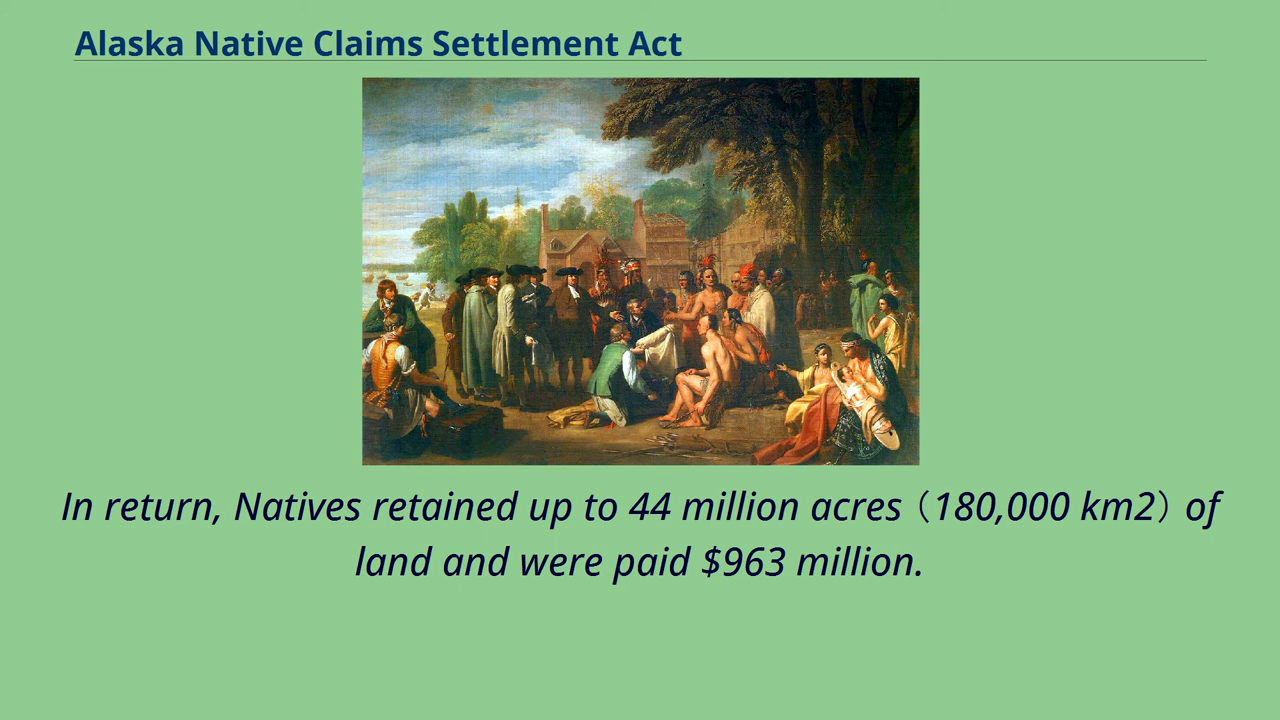 Alaska Native Claims Settlement Act
In return, Natives retained up to 44 million acres（180,000 km2）of
land and were paid $963 million.